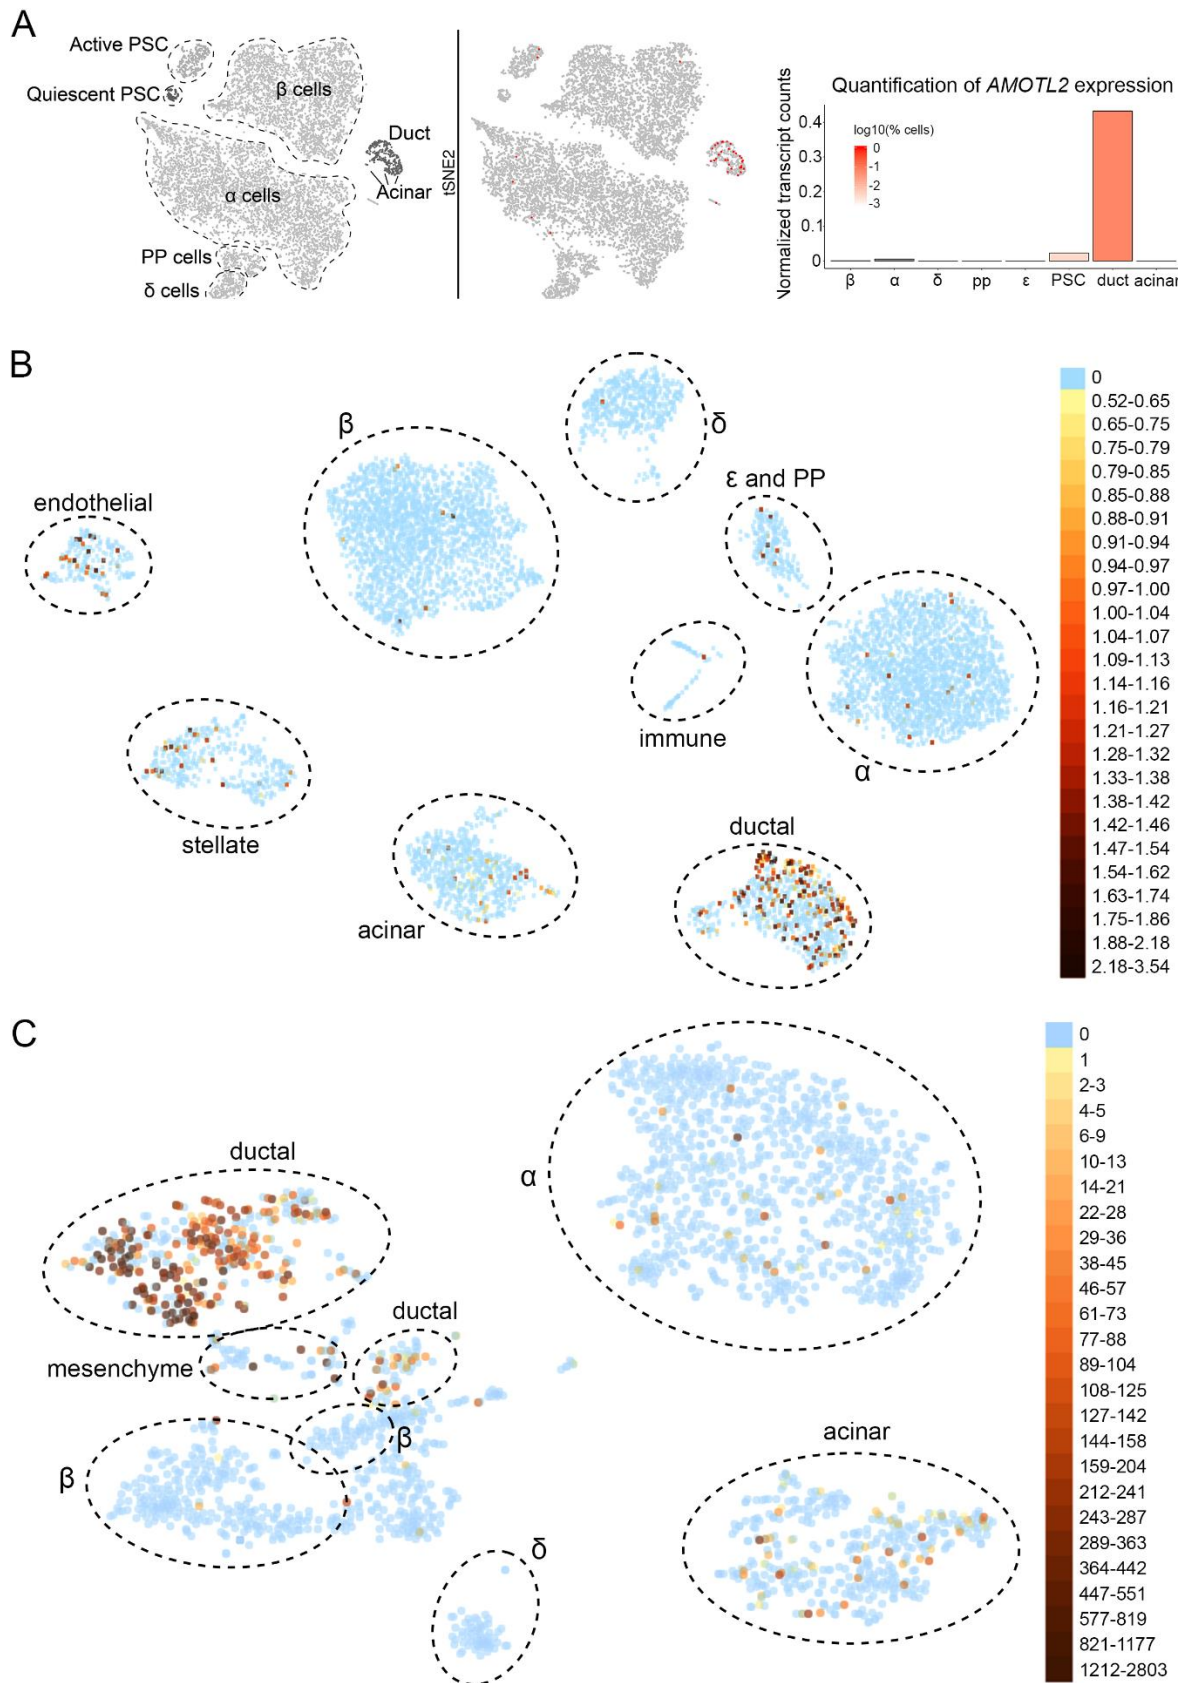 A
Active PSC
Quiescent PSC
β cells
Duct
Acinar
α cells
PP cells
δ cells
tSNE2
Quantification of AMOTL2 expression
Normalized transcript counts
0.4
0.3
0.2
0.1
0
log10(% cells)
0
-1
-2
-3
β α δ pp ε PSC duct acinar
B
endothelial
β
δ
ε and PP
immune
α
stellate
acinar
ductal
0
0.52-0.65
0.65-0.75
0.75-0.79
0.79-0.85
0.85-0.88
0.88-0.91
0.91-0.94
0.94-0.97
0.97-1.00
1.00-1.04
1.04-1.07
1.09-1.13
1.14-1.16
1.16-1.21
1.21-1.27
1.28-1.32
1.33-1.38
1.38-1.42
1.42-1.46
1.47-1.54
1.54-1.62
1.63-1.74
1.75-1.86
1.88-2.18
2.18-3.54
C
ductal
α
ductal
mesenchyme
β
β
acinar
δ
0
1
2-3
4-5
6-9
10-13
14-21
22-28
29-36
38-45
46-57
61-73
77-88
89-104
108-125
127-142
144-158
159-204
212-241
243-287
289-363
364-442
447-551
577-819
821-1177
1212-2803